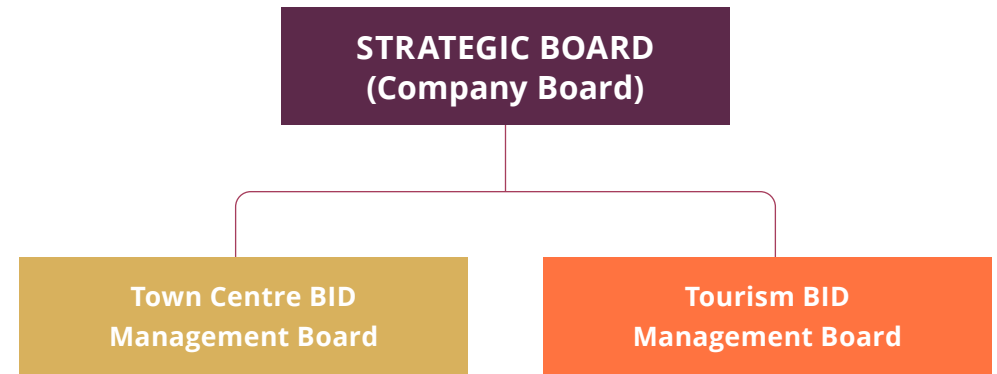 STRATEGIC BOARD
(Company Board)
Town Centre BID
Management Board
Tourism BID
Management Board